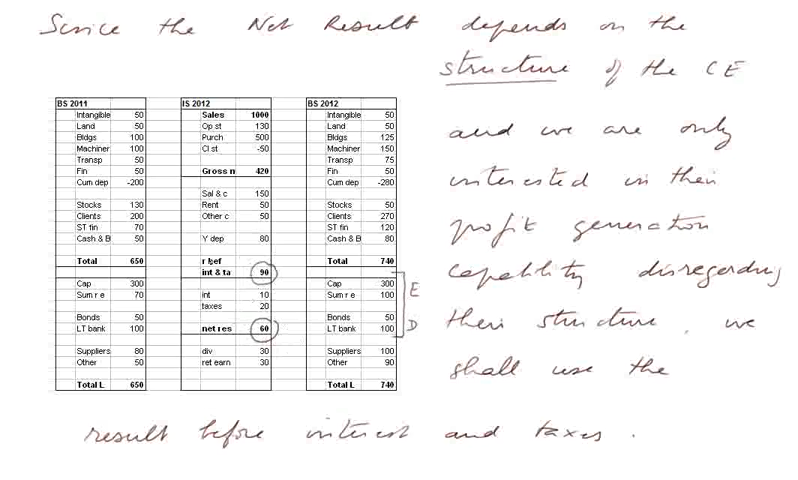 Since the Net Result depends on the
structure of the CE
and we are only
interested in their
profit generation
capability disregarding
their structure, we
shall use the
result before interest and taxes.
BS 2011 IS 2012 BS 2012
Intangible 50 Sales 1000 Intangible 50
Land 50 Op st 130 Land 50
Bldgs 100 Purch 500 Bldgs 125
Machiner 100 Cl st -50 Machiner 150
Transp 50 Transp 75
Fin 50 Gross n 420 Fin 50
Cum dep -200 Cum dep -280
Sal & c 150
Stocks 130 Rent 50 Stocks 50
Clients 200 Other c 50 Clients 270
ST fin 70 ST fin 120
Cash & B 50 Y dep 80 Cash & B 80
Total 650 r bef Total 740
int & ta 90
Cap 300 Cap 300 E
Sum r e 70 int 10 Sum r e 100
taxes 20
Bonds 50 Bonds 50
LT bank 100 net res 60 LT bank 100 D
Suppliers 80 div 30 Suppliers 100
Other 50 ret earn 30 Other 90
Total L 650 Total L 740